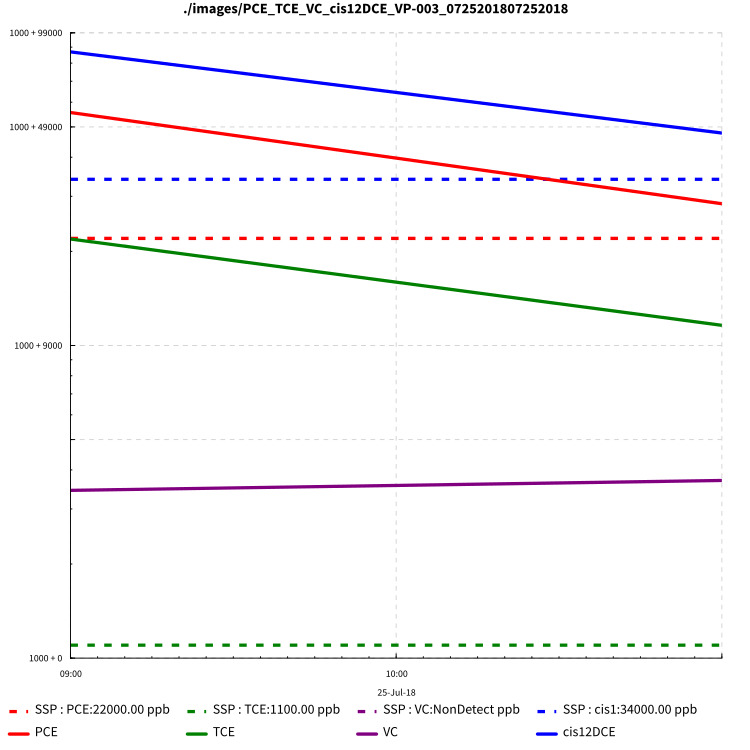 ./images/PCE_TCE_VC_cis12DCE_VP-003_0725201807252018
1000 + 99000
1000 + 49000
1000 + 9000
1000 + 0
09:00 10:00
25-Jul-18
SSP : PCE:22000.00 ppb SSP : TCE:1100.00 ppb SSP : VC:NonDetect ppb SSP : cis1:34000.00 ppb
PCE TCE VC cis12DCE